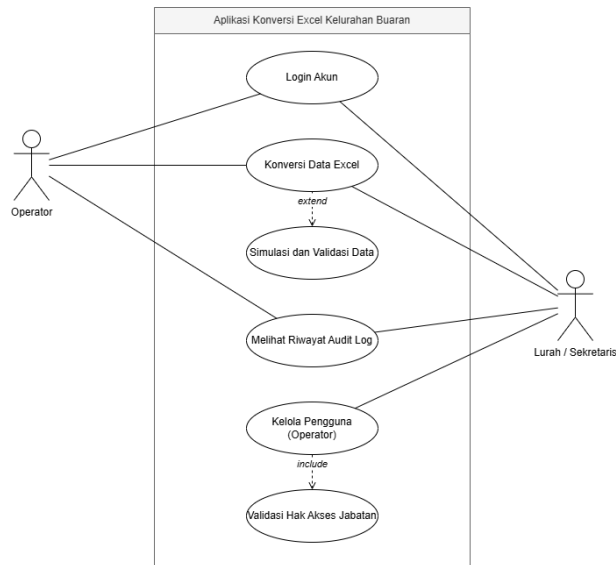 Aplikasi Konversi Excel Kelurahan Buaran
Login Akun
Konversi Data Excel
extend
Operator
Simulasi dan Validasi Data
Melihat Riwayat Audit Log
Lurah / Sekretaris
Kelola Pengguna
(Operator)
include
Validasi Hak Akses Jabatan